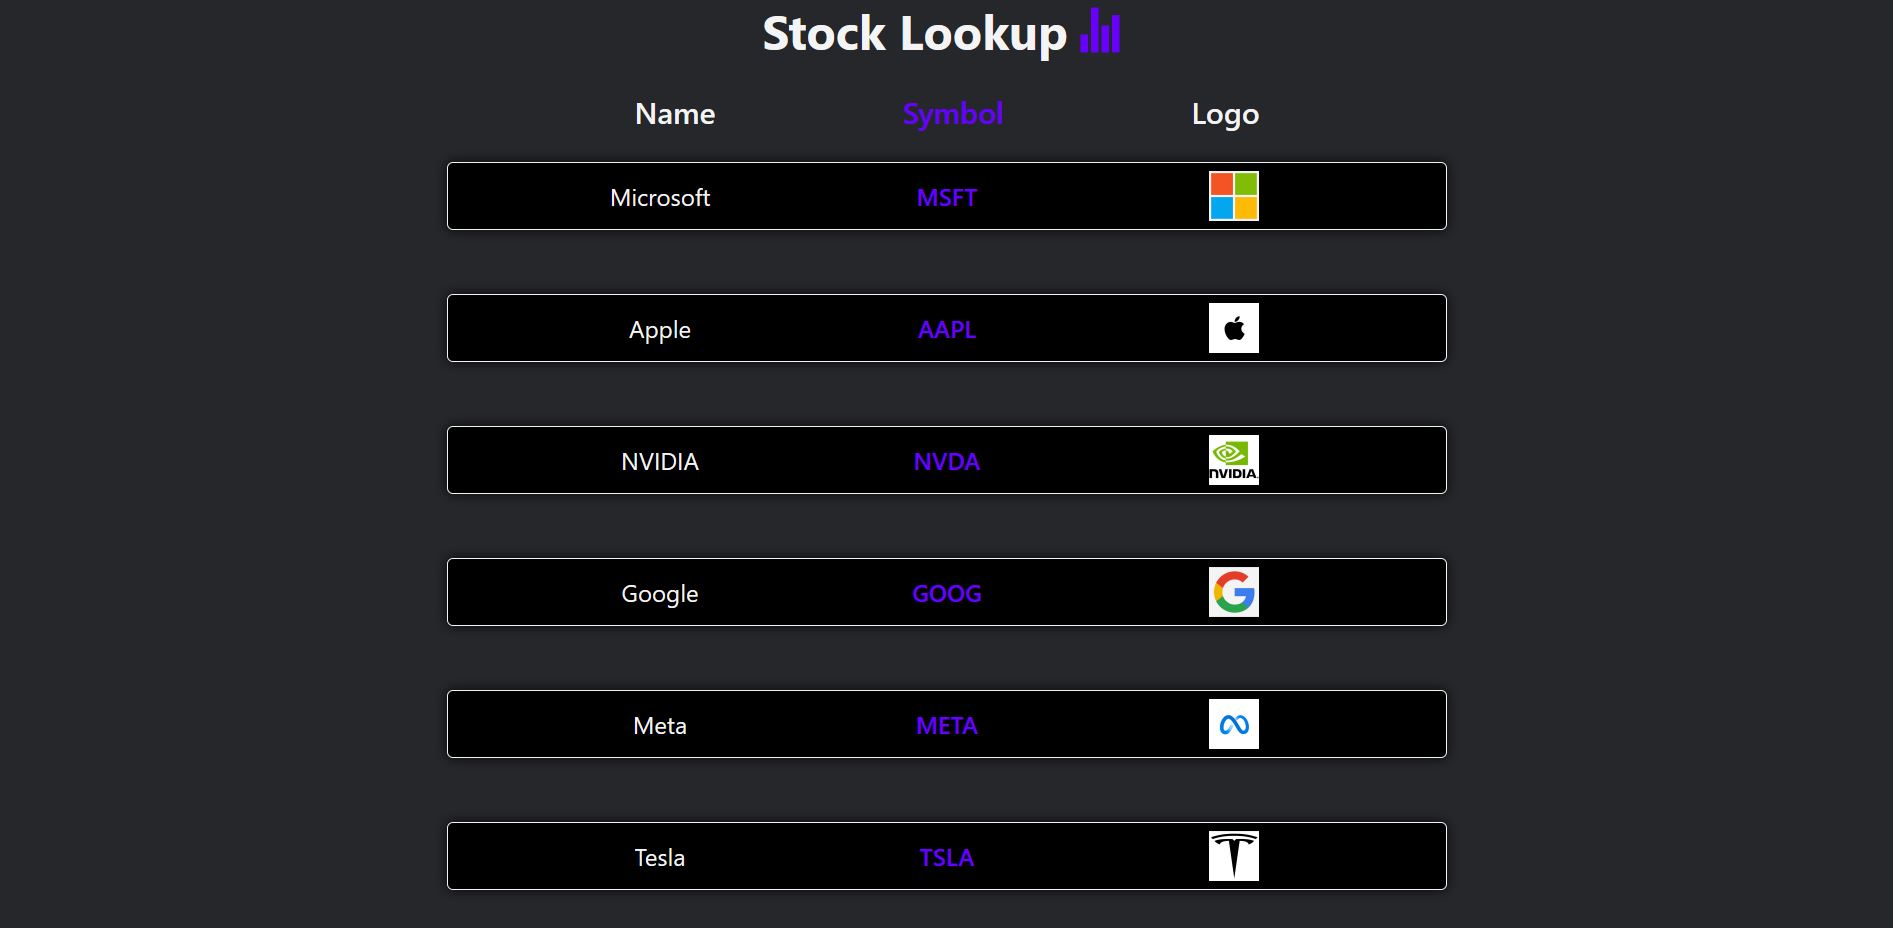 Stock Lookup
Name Symbol Logo
Microsoft MSFT
Apple AAPL
NVIDIA NVDA
NVIDIA.
Google GOOG
Meta META
Tesla TSLA